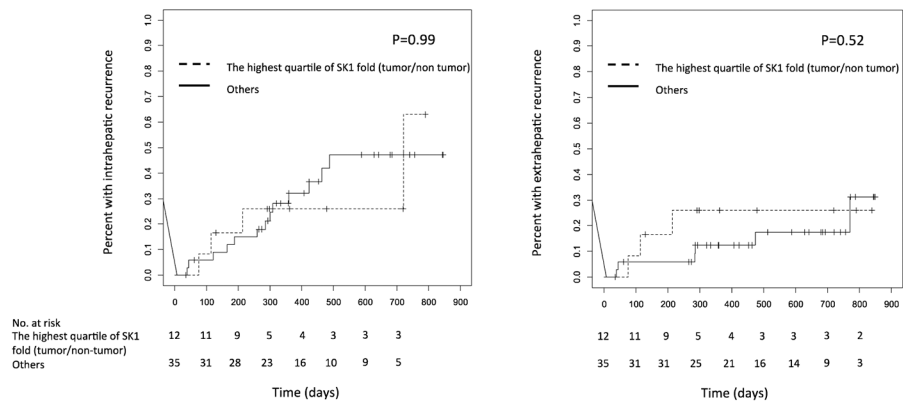 P=0.99
The highest quartile of SK1 fold (tumor/non tumor)
Others
Percent with intrahepatic recurrence
1.0
0.9
0.8
0.7
0.6
0.5
0.4
0.3
0.2
0.1
0.0
0 100 200 300 400 500 600 700 800 900
No. at risk
The highest quartile of SK1
fold (tumor/non-tumor)
12 11 9 5 4 3 3 3
Others 35 31 28 23 16 10 9 5
Time (days)
P=0.52
The highest quartile of SK1 fold (tumor/non tumor)
Others
Percent with extrahepatic recurrence
1.0
0.9
0.8
0.7
0.6
0.5
0.4
0.3
0.2
0.1
0.0
0 100 200 300 400 500 600 700 800 900
12 11 9 5 4 3 3 3 2
35 31 31 25 21 16 14 9 3
Time (days)